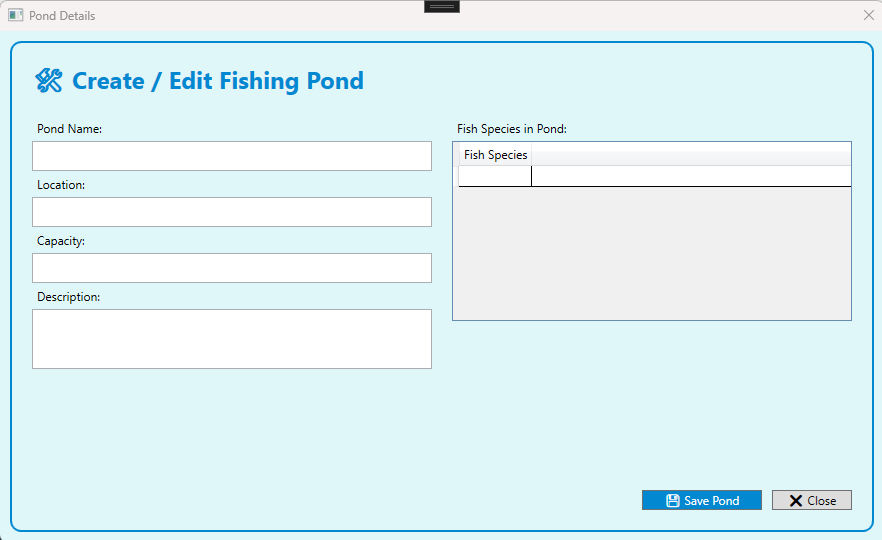 Pond Details
Create / Edit Fishing Pond
Pond Name:
Location:
Capacity:
Description:
Fish Species in Pond:
Fish Species
Save Pond
Close